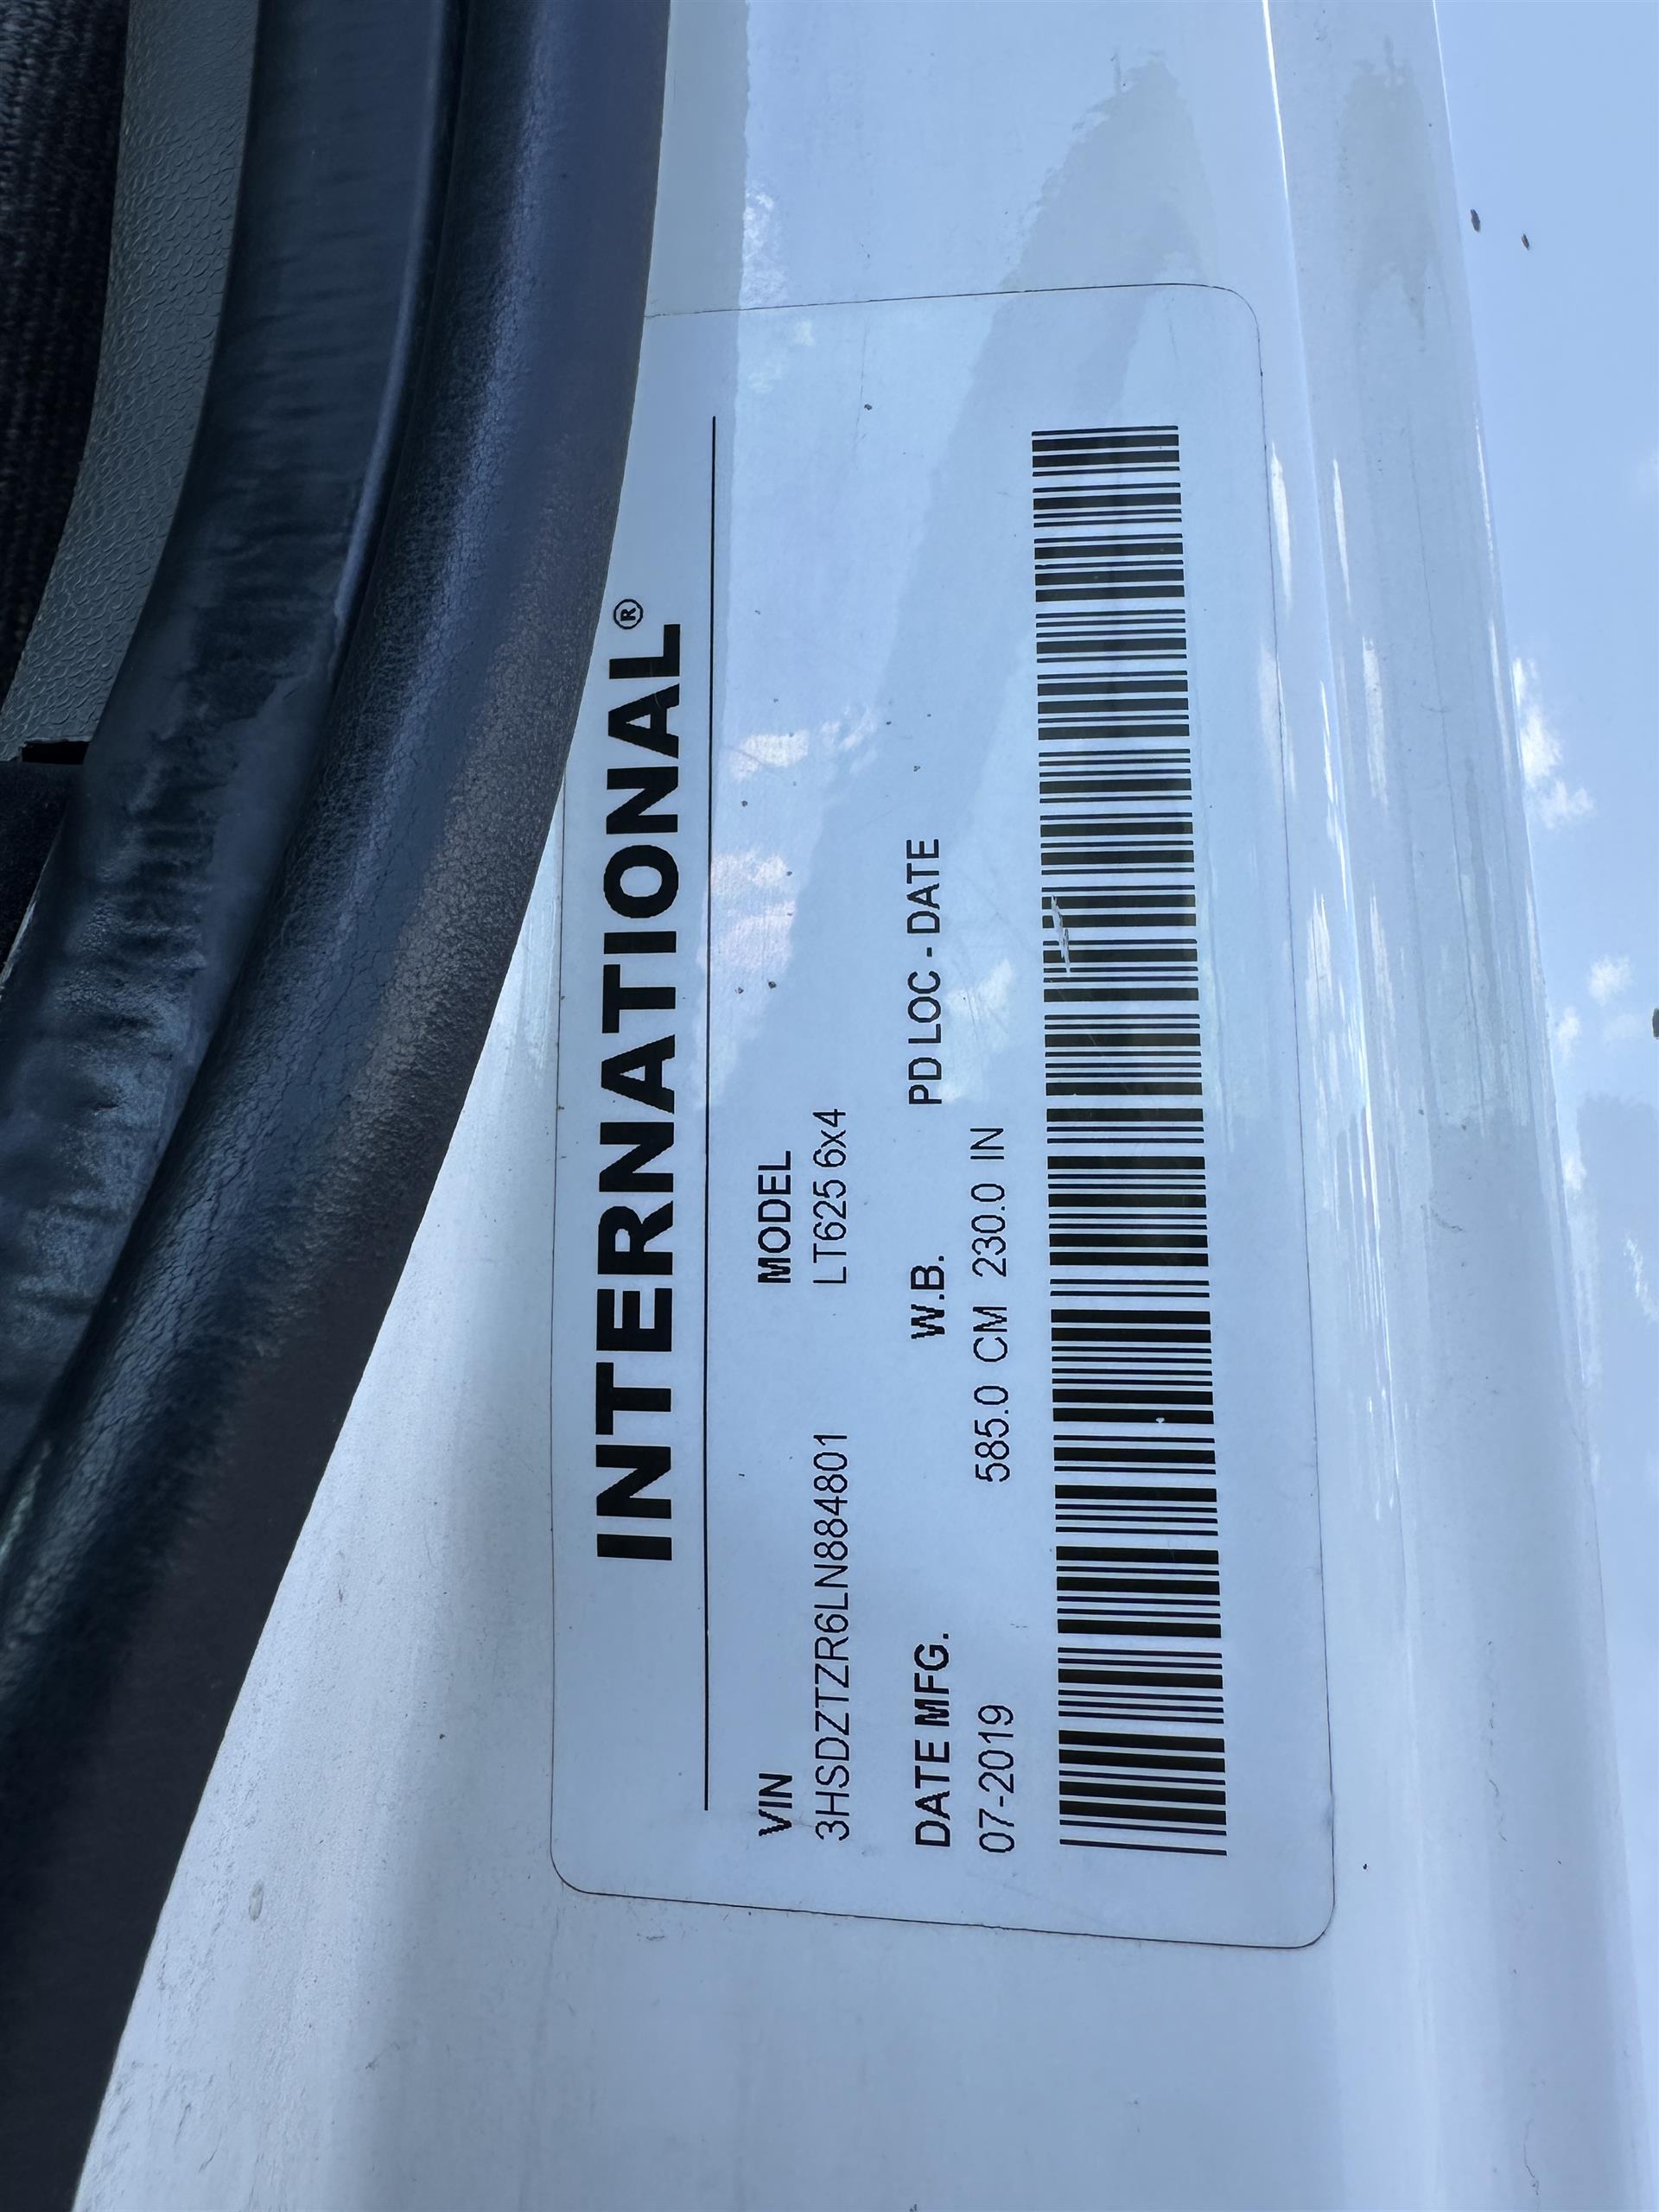 INTERNATIONAL®
VIN MODEL
3HSDZTZR6LN884801 LT625 6x4
DATE MFG. W.B. PD LOC - DATE
07-2019 585.0 CM 230.0 IN